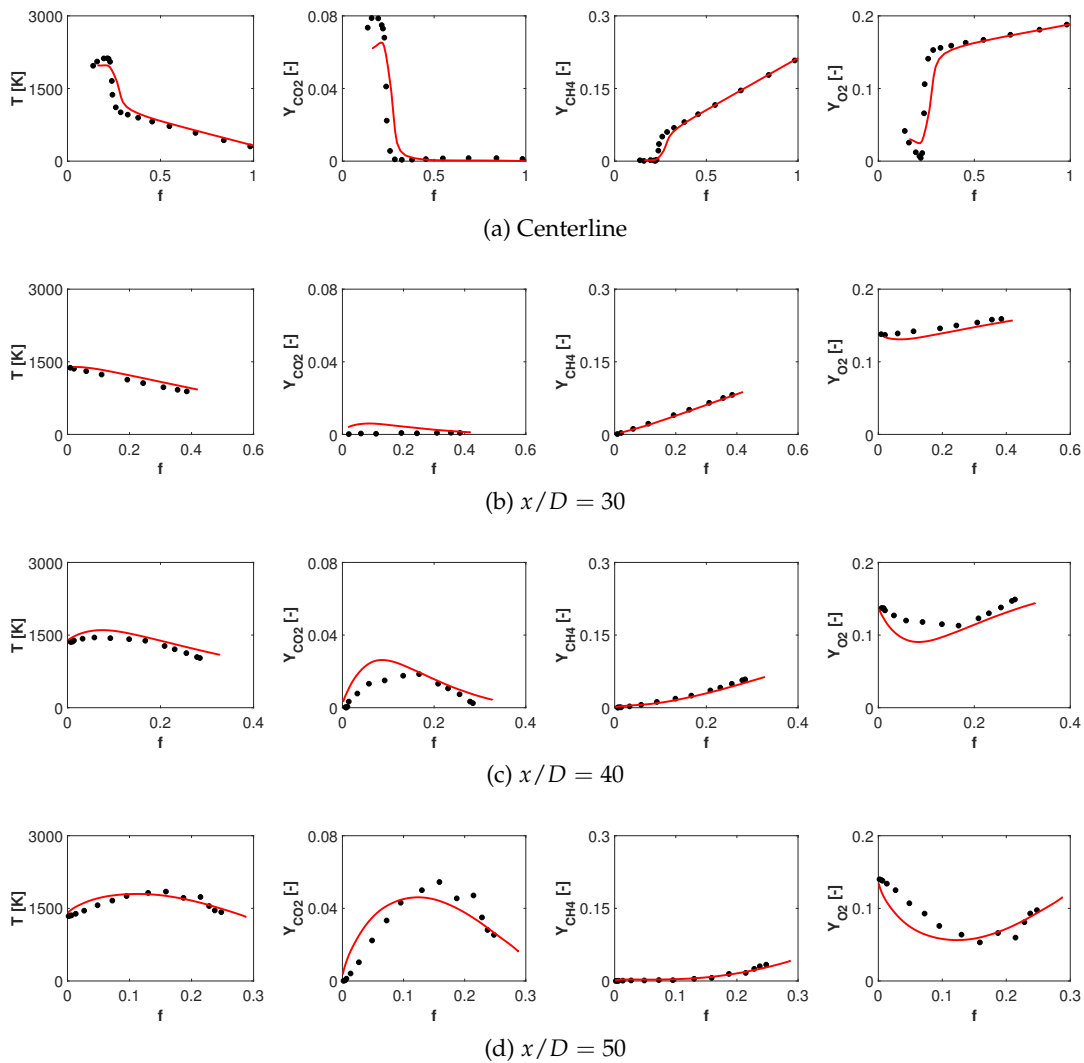 3000 0.08 0.3 0.2
T [K] Y_CO2 [-] Y_CH4 [-] Y_O2 [-]
1500 0.04 0.15 0.1
0 0 0 0
0 0.5 1 0 0.5 1 0 0.5 1 0 0.5 1
f f f f
(a) Centerline
3000 0.08 0.3 0.2
T [K] Y_CO2 [-] Y_CH4 [-] Y_O2 [-]
1500 0.04 0.15 0.1
0 0 0 0
0 0.2 0.4 0.6 0 0.2 0.4 0.6 0 0.2 0.4 0.6 0 0.2 0.4 0.6
f f f f
(b) x/D = 30
3000 0.08 0.3 0.2
T [K] Y_CO2 [-] Y_CH4 [-] Y_O2 [-]
1500 0.04 0.15 0.1
0 0 0 0
0 0.2 0.4 0 0.2 0.4 0 0.2 0.4 0 0.2 0.4
f f f f
(c) x/D = 40
3000 0.08 0.3 0.2
T [K] Y_CO2 [-] Y_CH4 [-] Y_O2 [-]
1500 0.04 0.15 0.1
0 0 0 0
0 0.1 0.2 0.3 0 0.1 0.2 0.3 0 0.1 0.2 0.3 0 0.1 0.2 0.3
f f f f
(d) x/D = 50